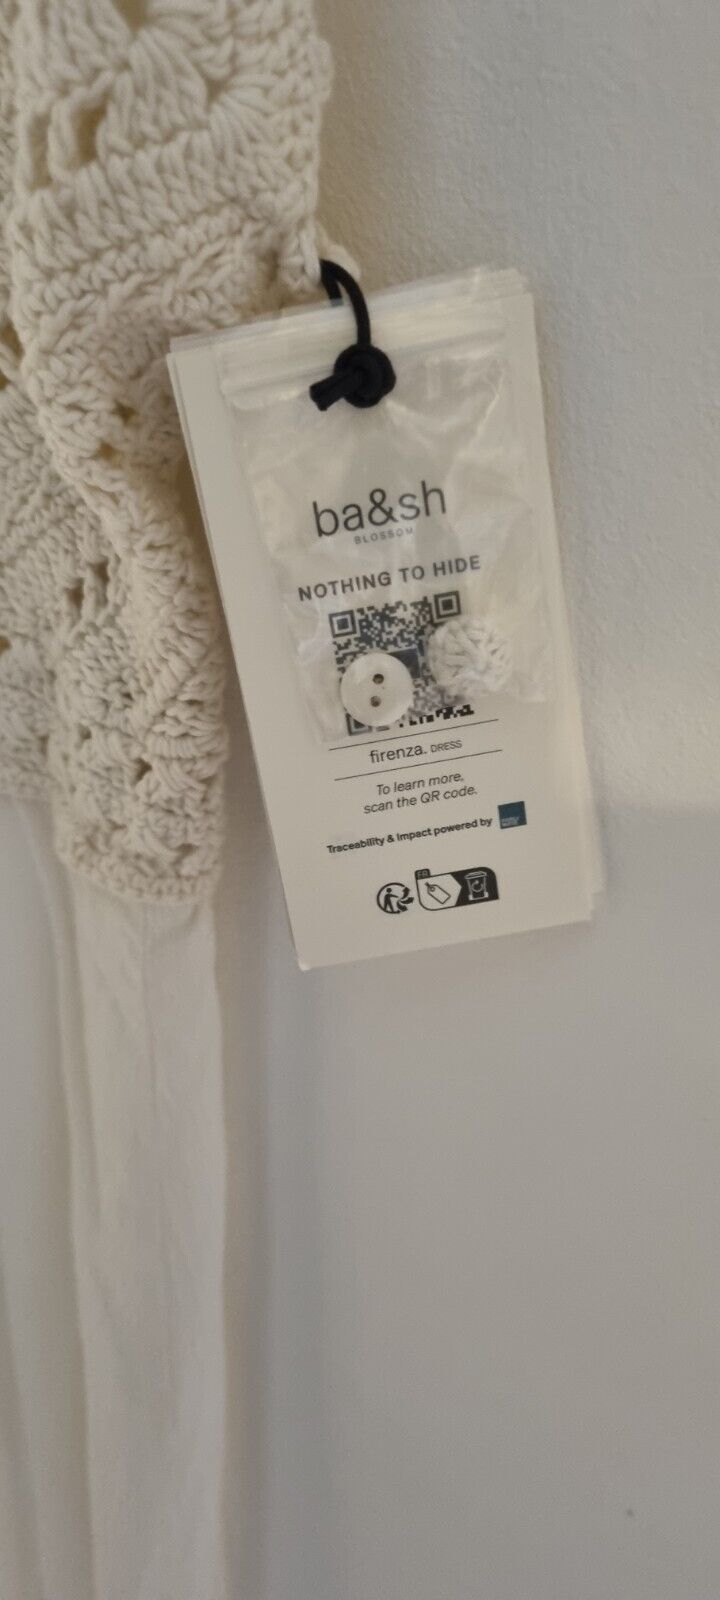 ba&sh
BLOSSOM
NOTHING TO HIDE
firenza. DRESS
To learn more,
scan the QR code.
Traceability & Impact powered by
FR